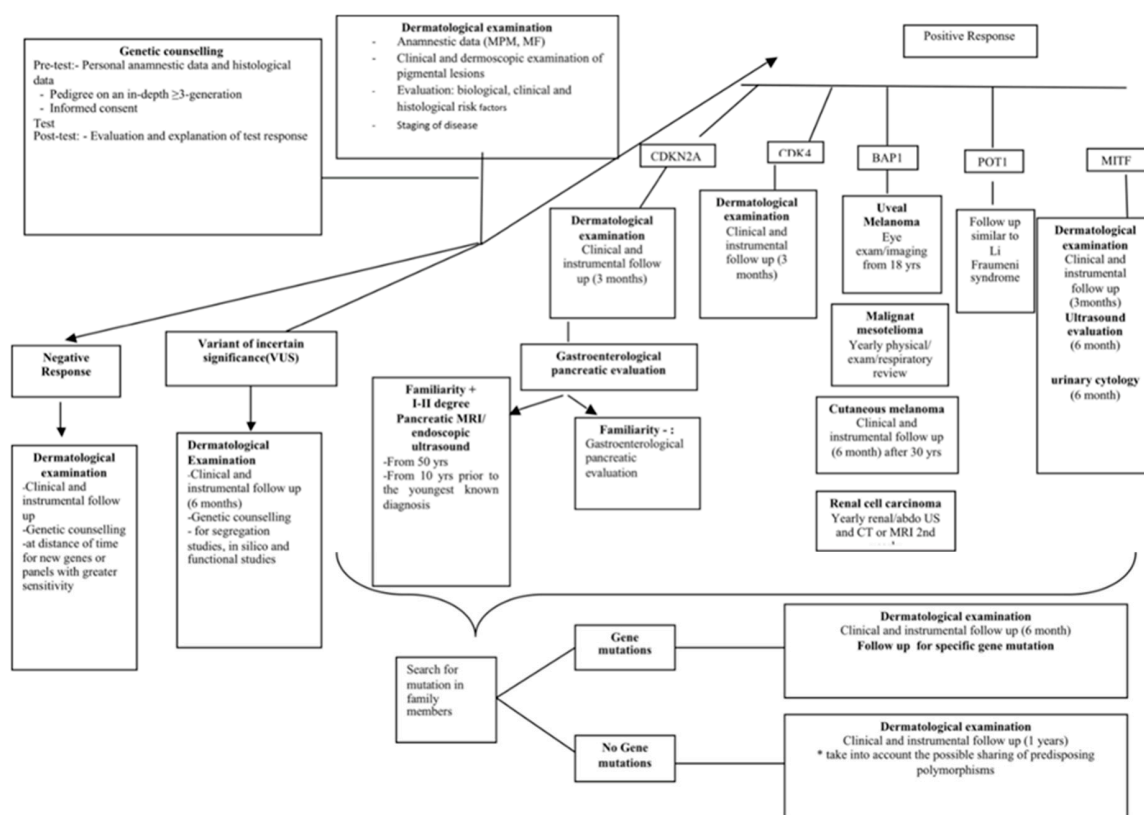 Genetic counselling
Pre-test:- Personal anamnestic data and histological
data
- Pedigree on an in-depth ≥3-generation
- Informed consent
Test
Post-test: - Evaluation and explanation of test response
Dermatological examination
- Anamnestic data (MPM, MF)
- Clinical and dermoscopic examination of
pigmental lesions
- Evaluation: biological, clinical and
histological risk factors
- Staging of disease
Positive Response
CDKN2A
CDK4
BAP1
POT1
MITF
Dermatological
examination
Clinical and
instrumental follow
up (3 months)
Dermatological
examination
Clinical and
instrumental
follow up (3
months)
Uveal
Melanoma
Eye
exam/imaging
from 18 yrs
Follow up
similar to
Li
Fraumeni
syndrome
Dermatological
examination
Clinical and
instrumental
follow up
(3months)
Ultrasound
evaluation
(6 month)
urinary cytology
(6 month)
Malignat
mesotelioma
Yearly physical/
exam/respiratory
review
Cutaneous melanoma
Clinical and
instrumental follow up
(6 month) after 30 yrs
Renal cell carcinoma
Yearly renal/abdo US
and CT or MRI 2nd
Negative
Response
Variant of incertain
significance(VUS)
Gastroenterological
pancreatic evaluation
Familiarity +
I-II degree
Pancreatic MRI/
endoscopic
ultrasound
-From 50 yrs
-From 10 yrs prior to
the youngest known
diagnosis
Familiarity - :
Gastroenterological
pancreatic
evaluation
Dermatological
examination
-Clinical and
instrumental follow
up
-Genetic counselling
-at distance of time
for new genes or
panels with greater
sensitivity
Dermatological
Examination
-Clinical and
instrumental follow up
(6 months)
-Genetic counselling
- for segregation
studies, in silico and
functional studies
Search for
mutation in
family
members
Gene
mutations
Dermatological examination
Clinical and instrumental follow up (6 month)
Follow up for specific gene mutation
No Gene
mutations
Dermatological examination
Clinical and instrumental follow up (1 years)
* take into account the possible sharing of predisposing
polymorphisms